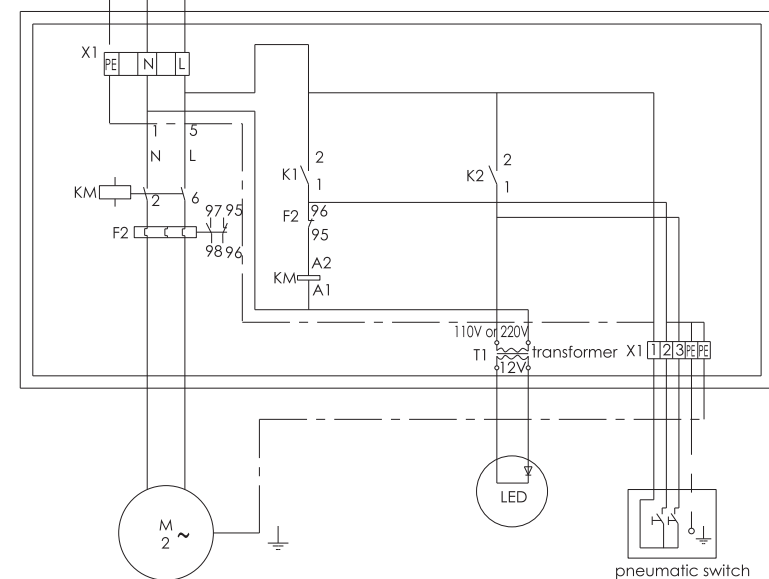 X1 PE N L
1 5
N L
2
K1
1
2
K2
1
KM 2 6
97 95
F2
98 96
F2 96
95
A2
KM
A1
110V or 220V
T1 transformer X1 1 2 3 PE PE
12V
LED
M
2 ~
pneumatic switch